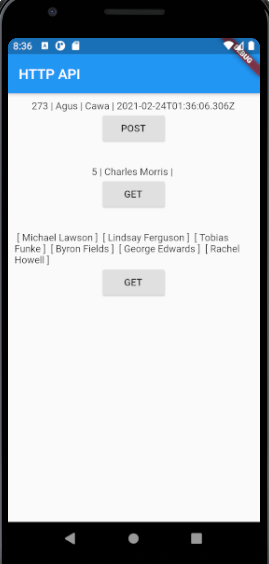 8:36
DEBUG
HTTP API
273 | Agus | Cawa | 2021-02-24T01:36:06.306Z
POST
5 | Charles Morris |
GET
[ Michael Lawson ]  [ Lindsay Ferguson ]  [ Tobias
Funke ]  [ Byron Fields ]  [ George Edwards ]  [ Rachel
Howell ]
GET